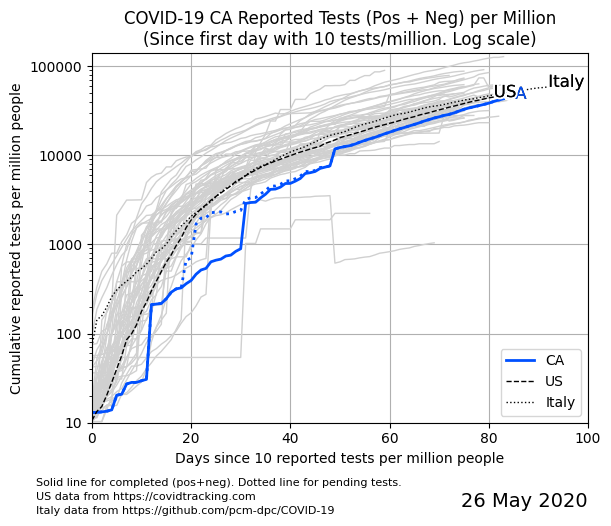 COVID-19 CA Reported Tests (Pos + Neg) per Million
(Since first day with 10 tests/million. Log scale)
Cumulative reported tests per million people
100000
10000
1000
100
10
Italy
US
CA
CA
US
Italy
0
20
40
60
80
100
Days since 10 reported tests per million people
Solid line for completed (pos+neg). Dotted line for pending tests.
US data from https://covidtracking.com
Italy data from https://github.com/pcm-dpc/COVID-19
26 May 2020